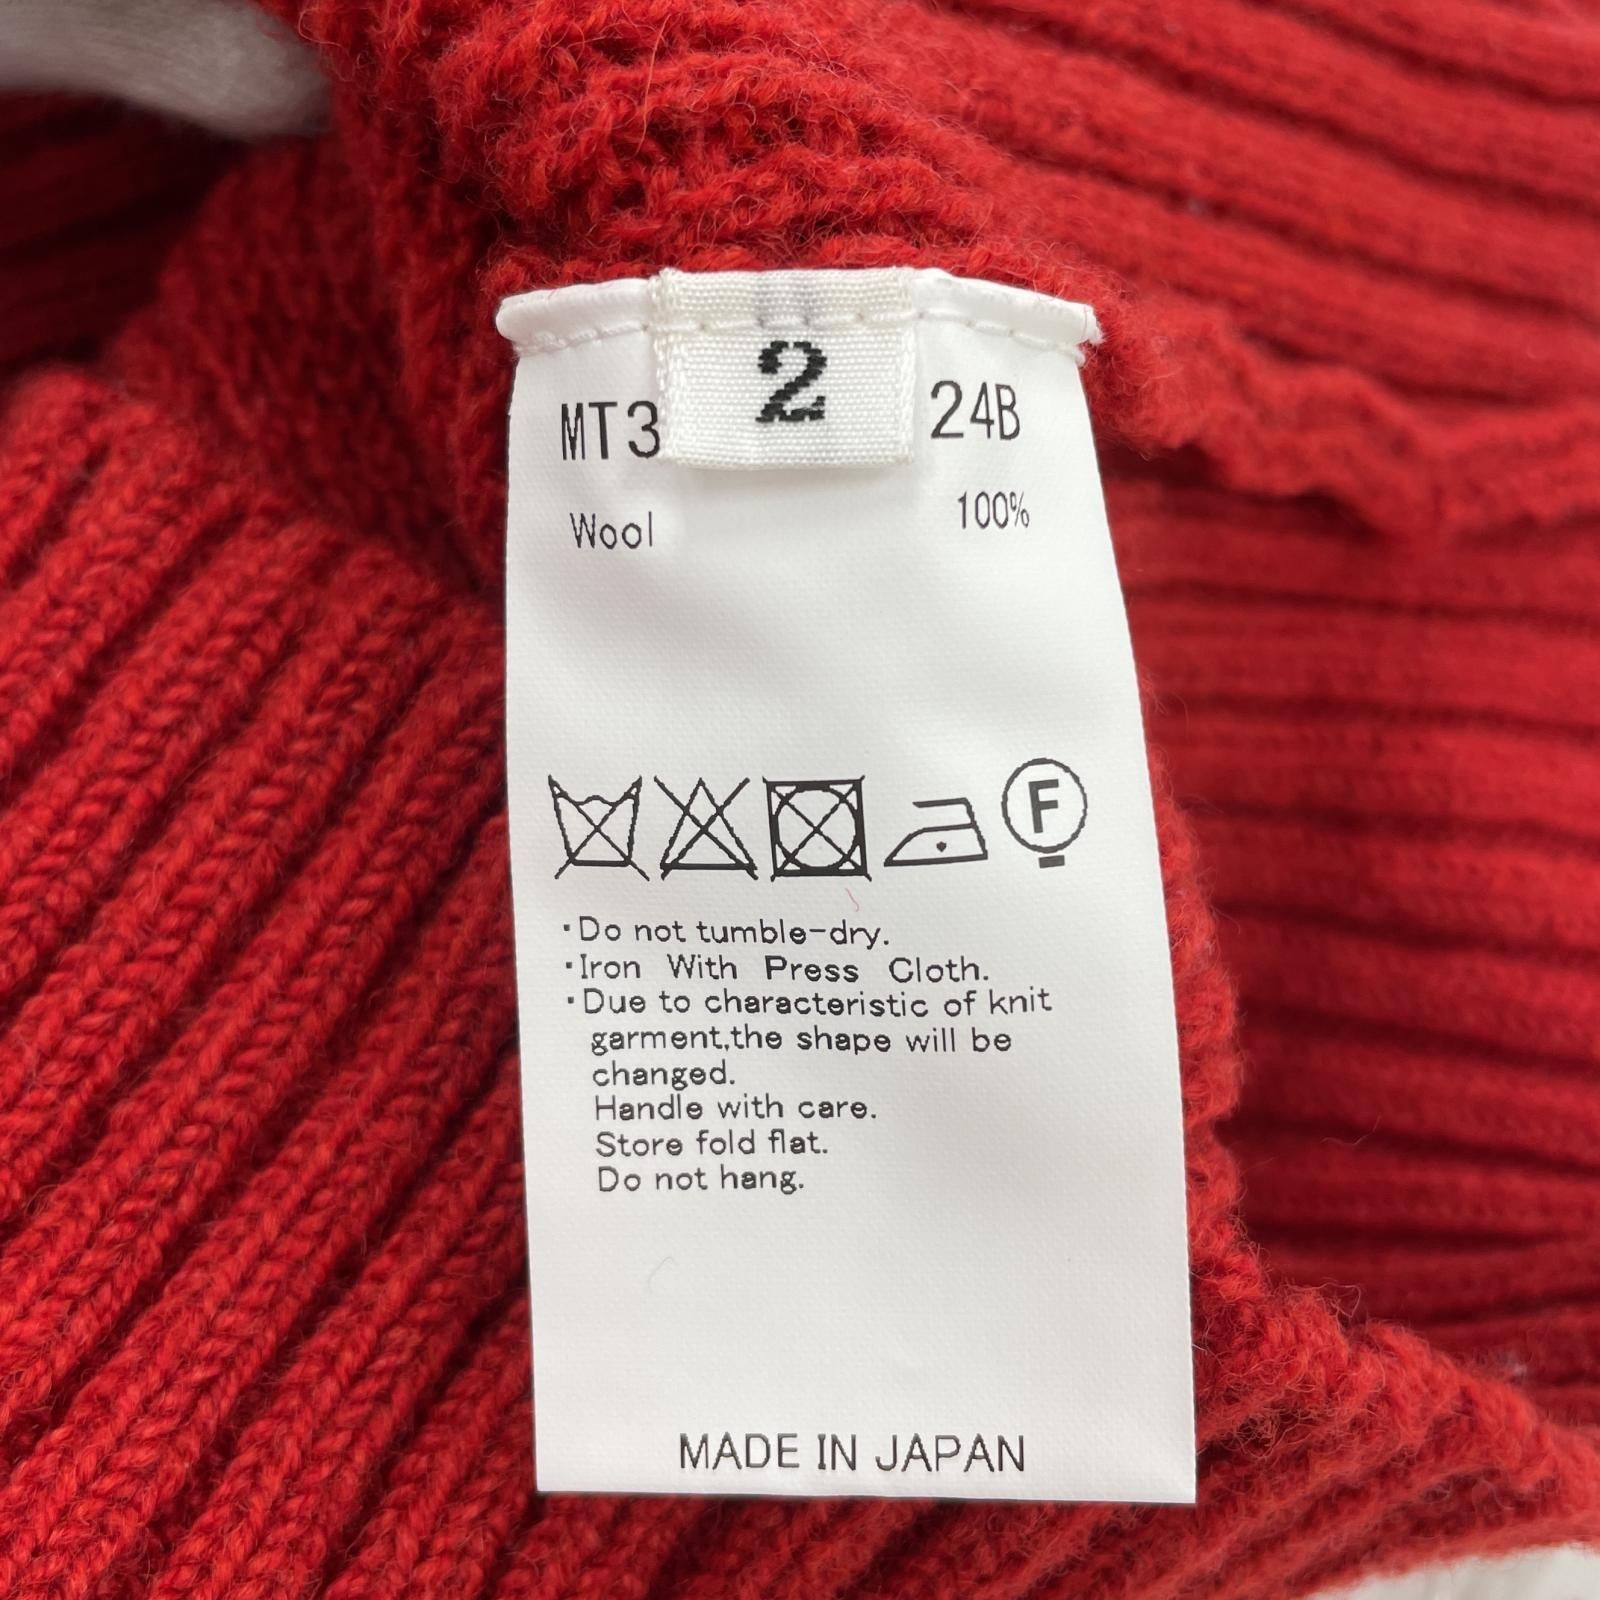 2
MT3 24B
Wool 100%
F
·Do not tumble-dry.
·Iron With Press Cloth.
·Due to characteristic of knit
garment,the shape will be
changed.
Handle with care.
Store fold flat.
Do not hang.
MADE IN JAPAN